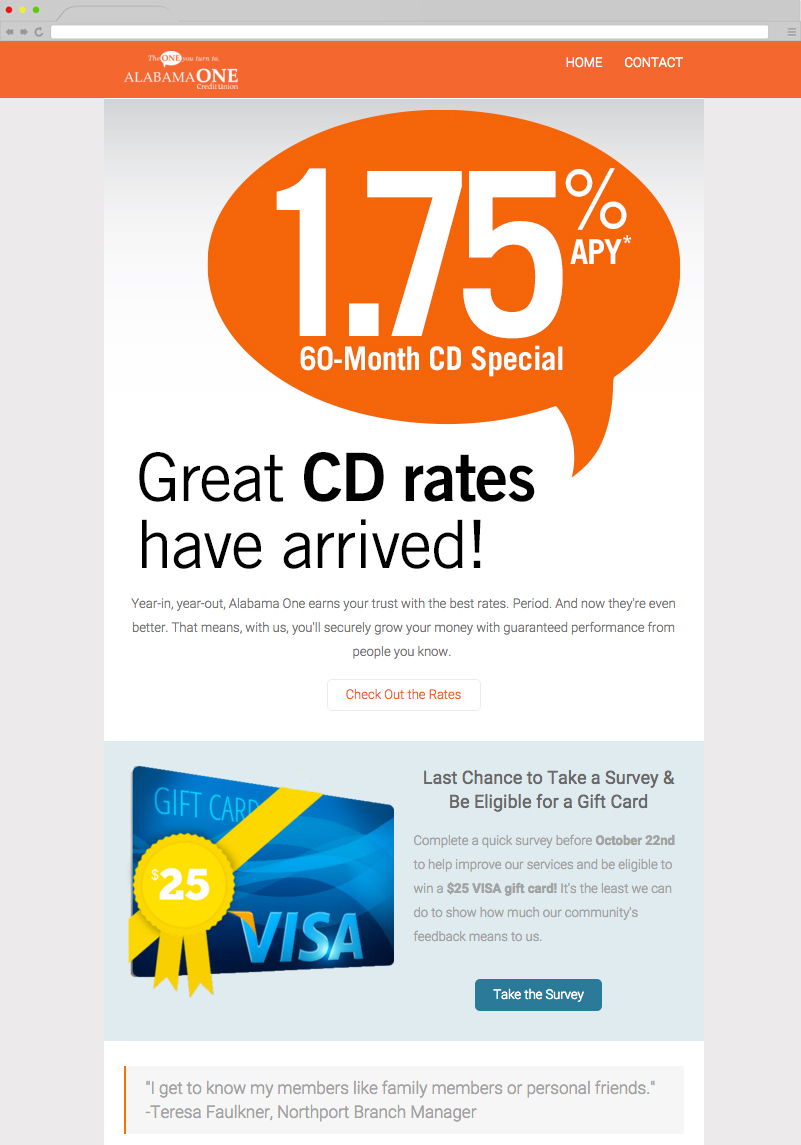 The ONE you turn to.
ALABAMA ONE
Credit Union
HOME CONTACT
1.75%
APY*
60-Month CD Special
Great CD rates
have arrived!
Year-in, year-out, Alabama One earns your trust with the best rates. Period. And now they're even
better. That means, with us, you'll securely grow your money with guaranteed performance from
people you know.
Check Out the Rates
GIFT CARD
$25
VISA
Last Chance to Take a Survey &
Be Eligible for a Gift Card
Complete a quick survey before October 22nd
to help improve our services and be eligible to
win a $25 VISA gift card! It's the least we can
do to show how much our community's
feedback means to us.
Take the Survey
"I get to know my members like family members or personal friends."
-Teresa Faulkner, Northport Branch Manager